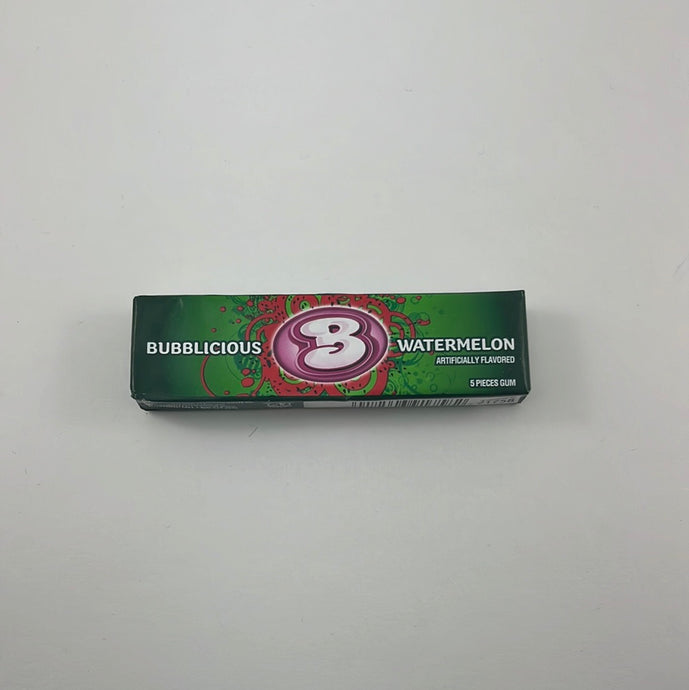 BUBBLICIOUS
B
WATERMELON
ARTIFICIALLY FLAVORED
5 PIECES GUM